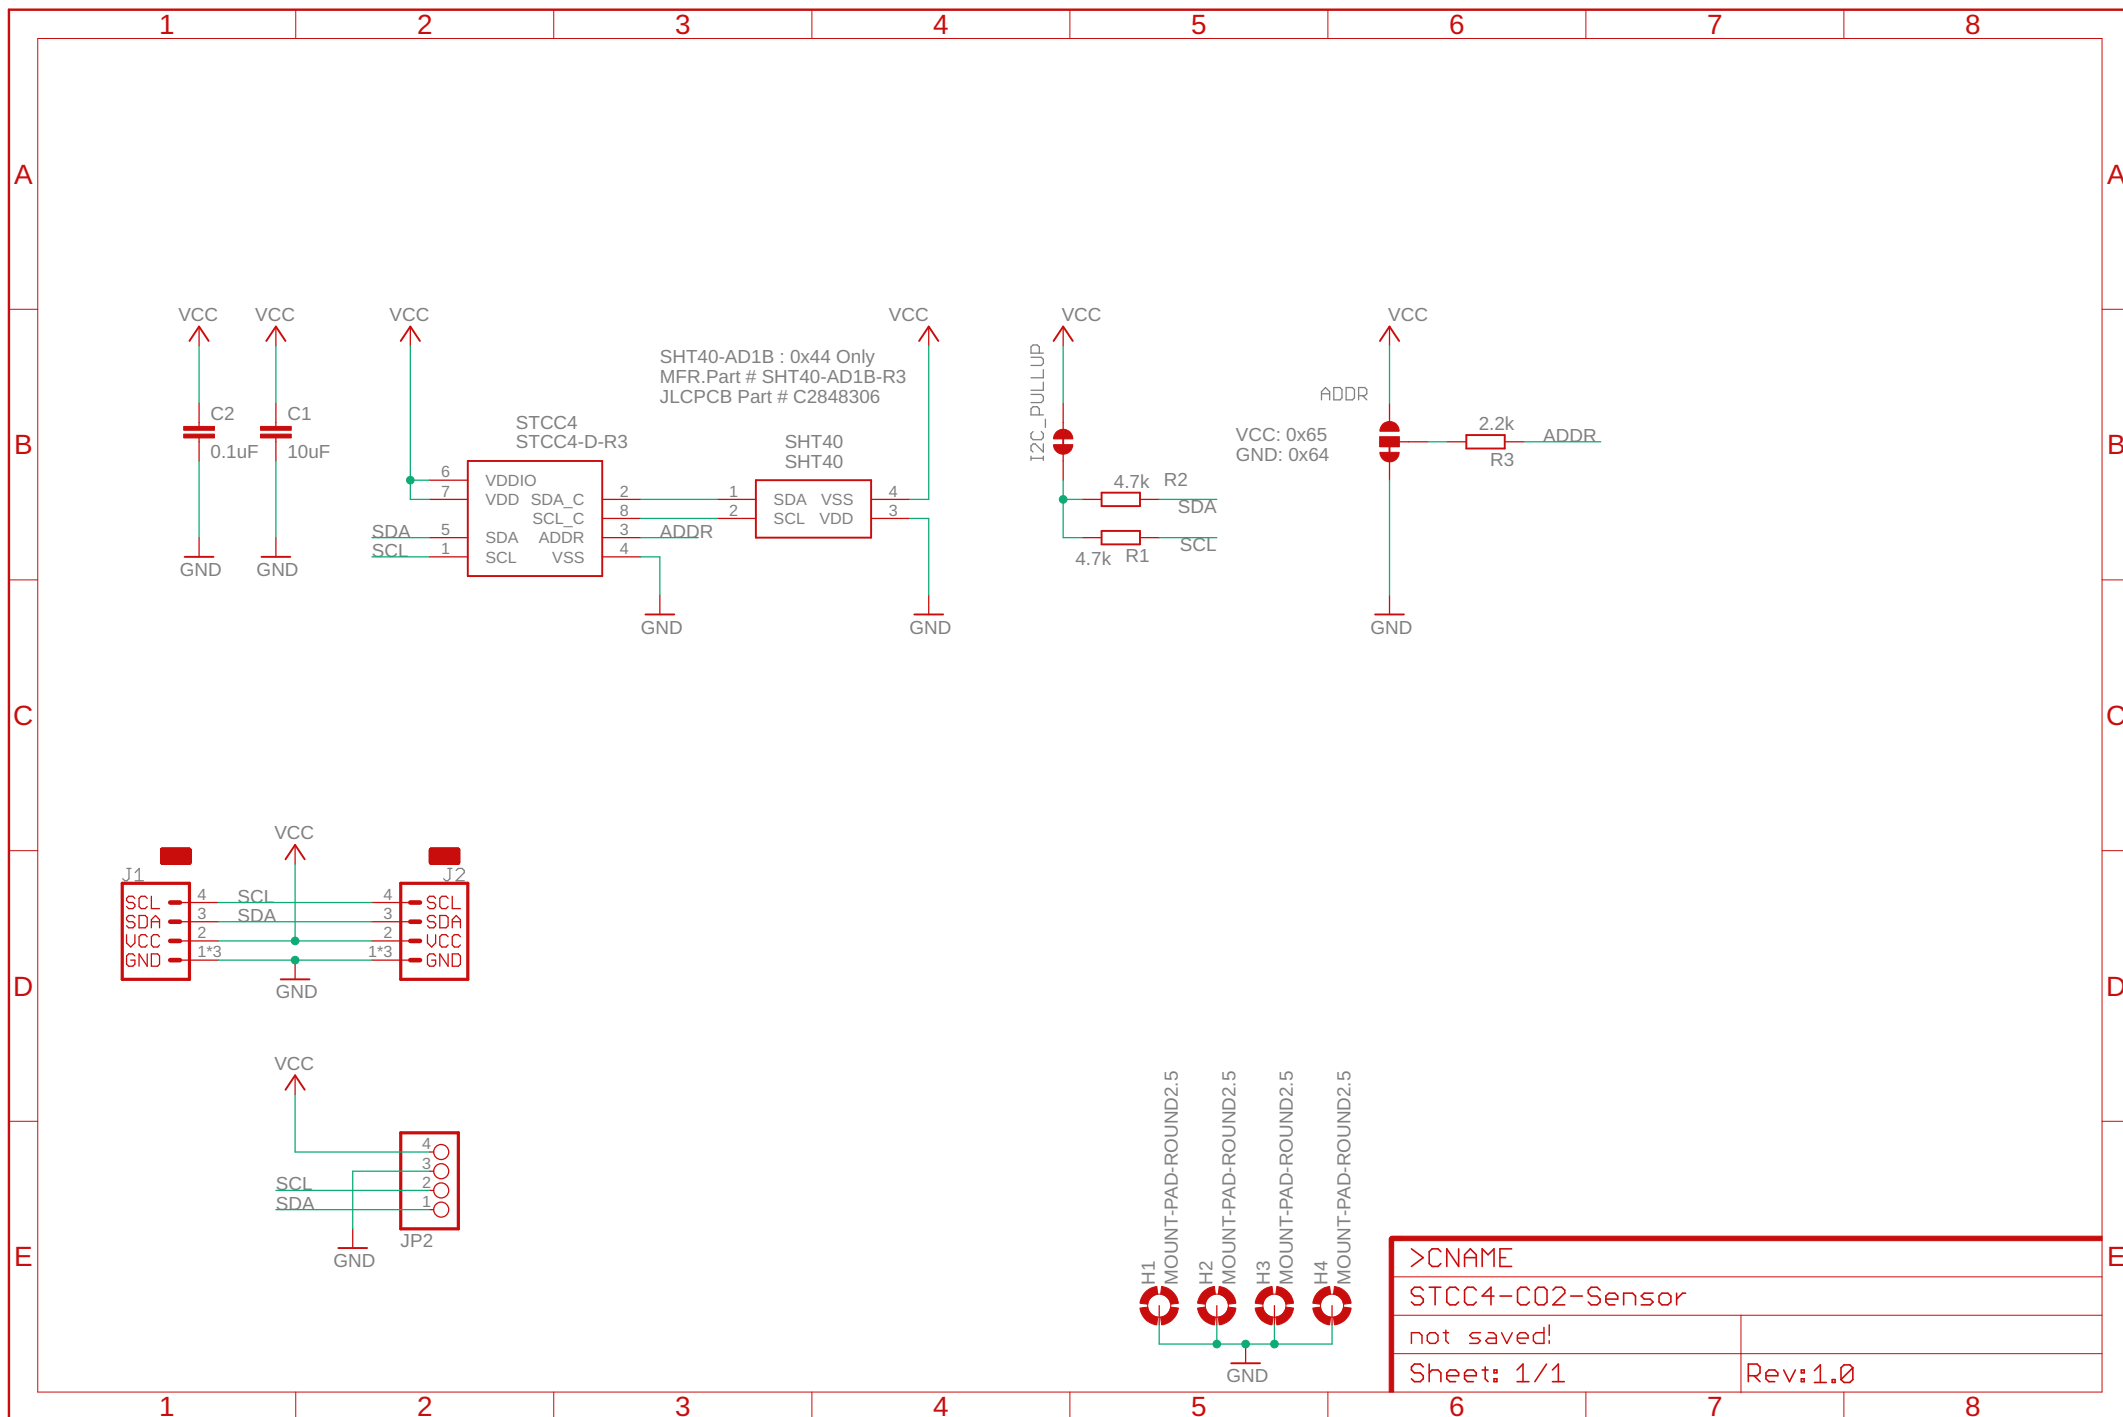 1 2 3 4 5 6 7 8
A A
VCC VCC VCC VCC VCC VCC
SHT40-AD1B : 0x44 Only
MFR.Part # SHT40-AD1B-R3
JLCPCB Part # C2848306
I2C_PULLUP
ADDR
C2 C1
0.1uF 10uF
STCC4
STCC4-D-R3
SHT40
SHT40
B B
VCC: 0x65
GND: 0x64
2.2k
R3
ADDR
6 VDDIO
7 VDD SDA_C 2
SCL_C 8
SDA 5 SDA ADDR 3 ADDR
SCL 1 SCL VSS 4
1 SDA VSS 4
2 SCL VDD 3
4.7k R2
SDA
SCL
4.7k R1
GND GND
GND GND GND
C C
VCC
J1 J2
SCL 4 SCL 4 SCL
SDA 3 SDA 3 SDA
VCC 2 2 VCC
GND 1*3 1*3 GND
GND
D D
VCC
4
3
SCL 2
SDA 1
JP2
GND
E E
H1 MOUNT-PAD-ROUND2.5
H2 MOUNT-PAD-ROUND2.5
H3 MOUNT-PAD-ROUND2.5
H4 MOUNT-PAD-ROUND2.5
GND
>CNAME
STCC4-CO2-Sensor
not saved!
Sheet: 1/1 Rev:1.0
1 2 3 4 5 6 7 8